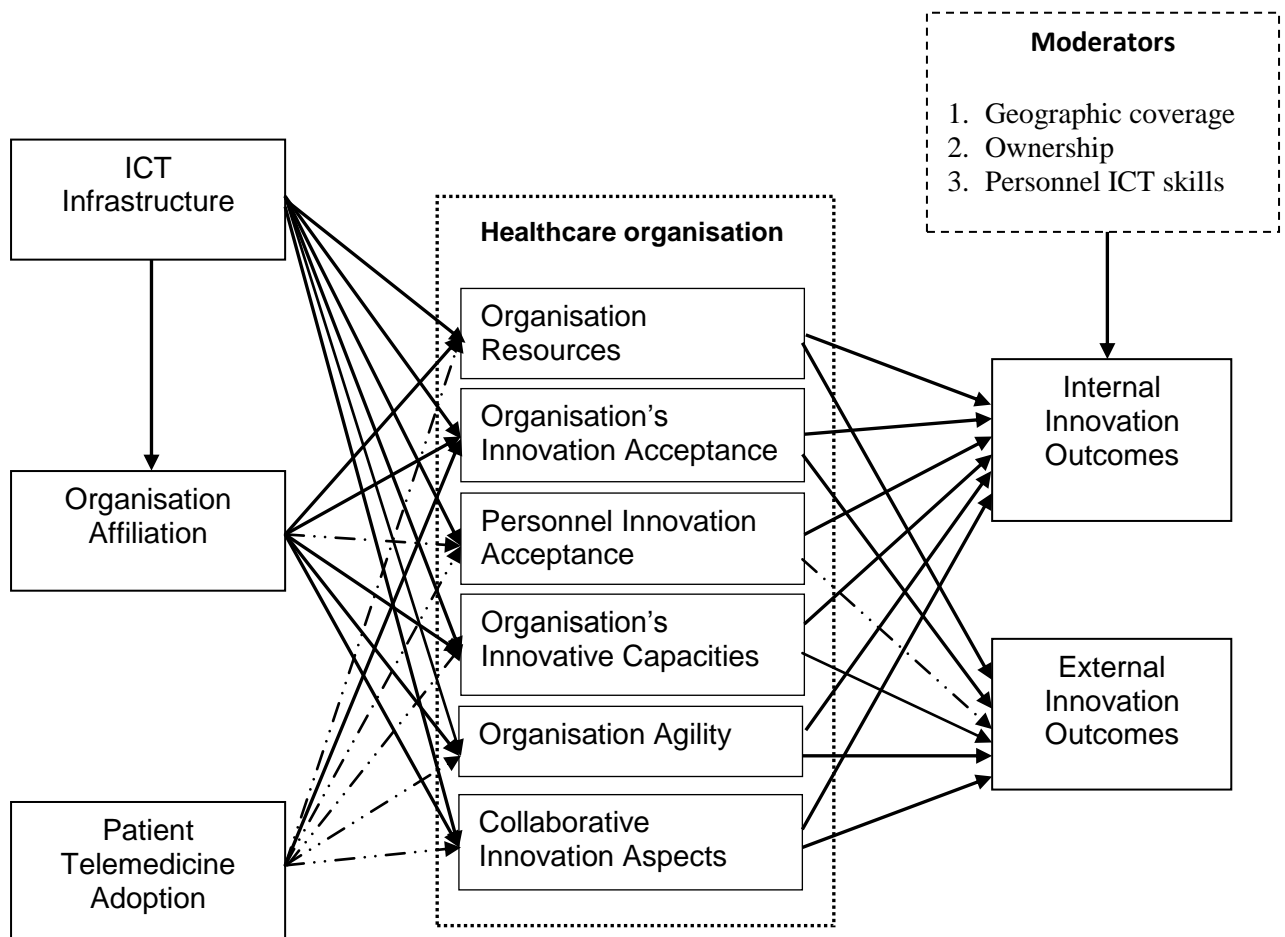 Moderators
1. Geographic coverage
2. Ownership
3. Personnel ICT skills
ICT
Infrastructure
Healthcare organisation
Organisation
Resources
Internal
Innovation
Outcomes
Organisation's
Innovation Acceptance
Organisation
Affiliation
Personnel Innovation
Acceptance
Organisation's
Innovative Capacities
External
Innovation
Outcomes
Organisation Agility
Patient
Telemedicine
Adoption
Collaborative
Innovation Aspects